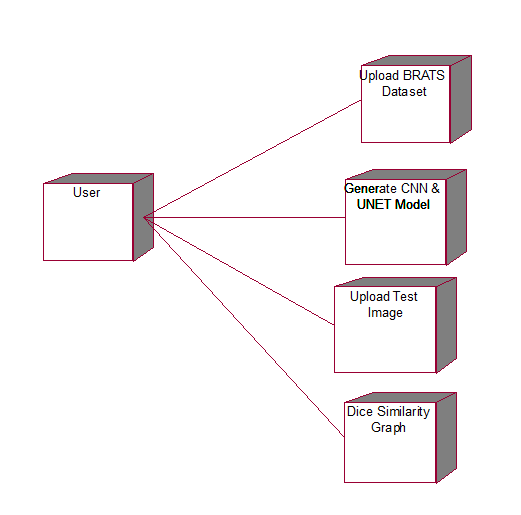 Upload BRATS
Dataset
User
Generate CNN &
UNET Model
Upload Test
Image
Dice Similarity
Graph